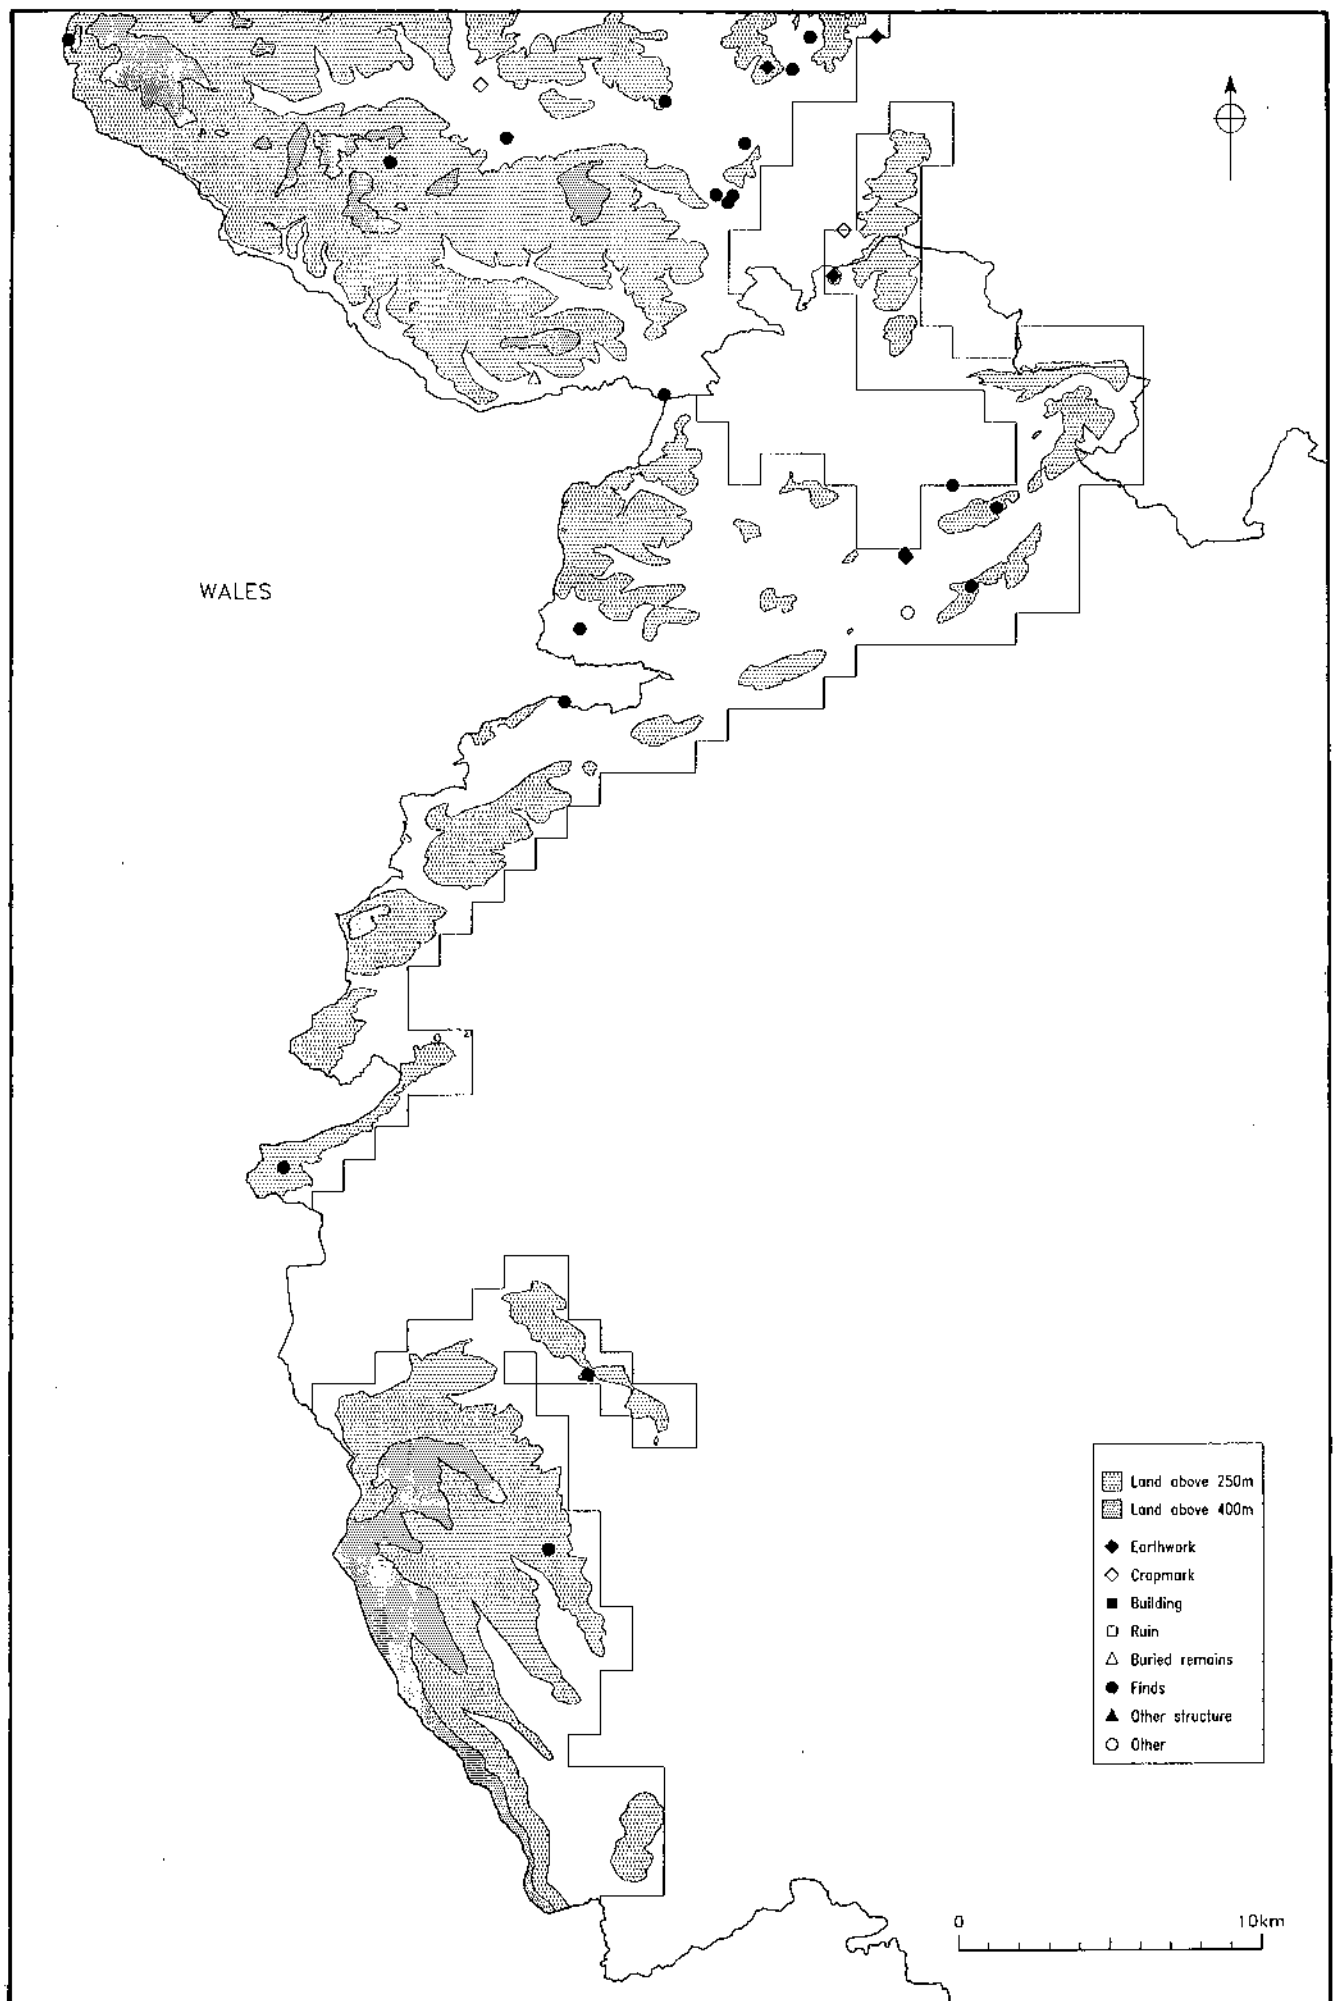 WALES
Land above 250m
Land above 400m
Earthwork
Cropmark
Building
Ruin
Buried remains
Finds
Other structure
Other
0 10km